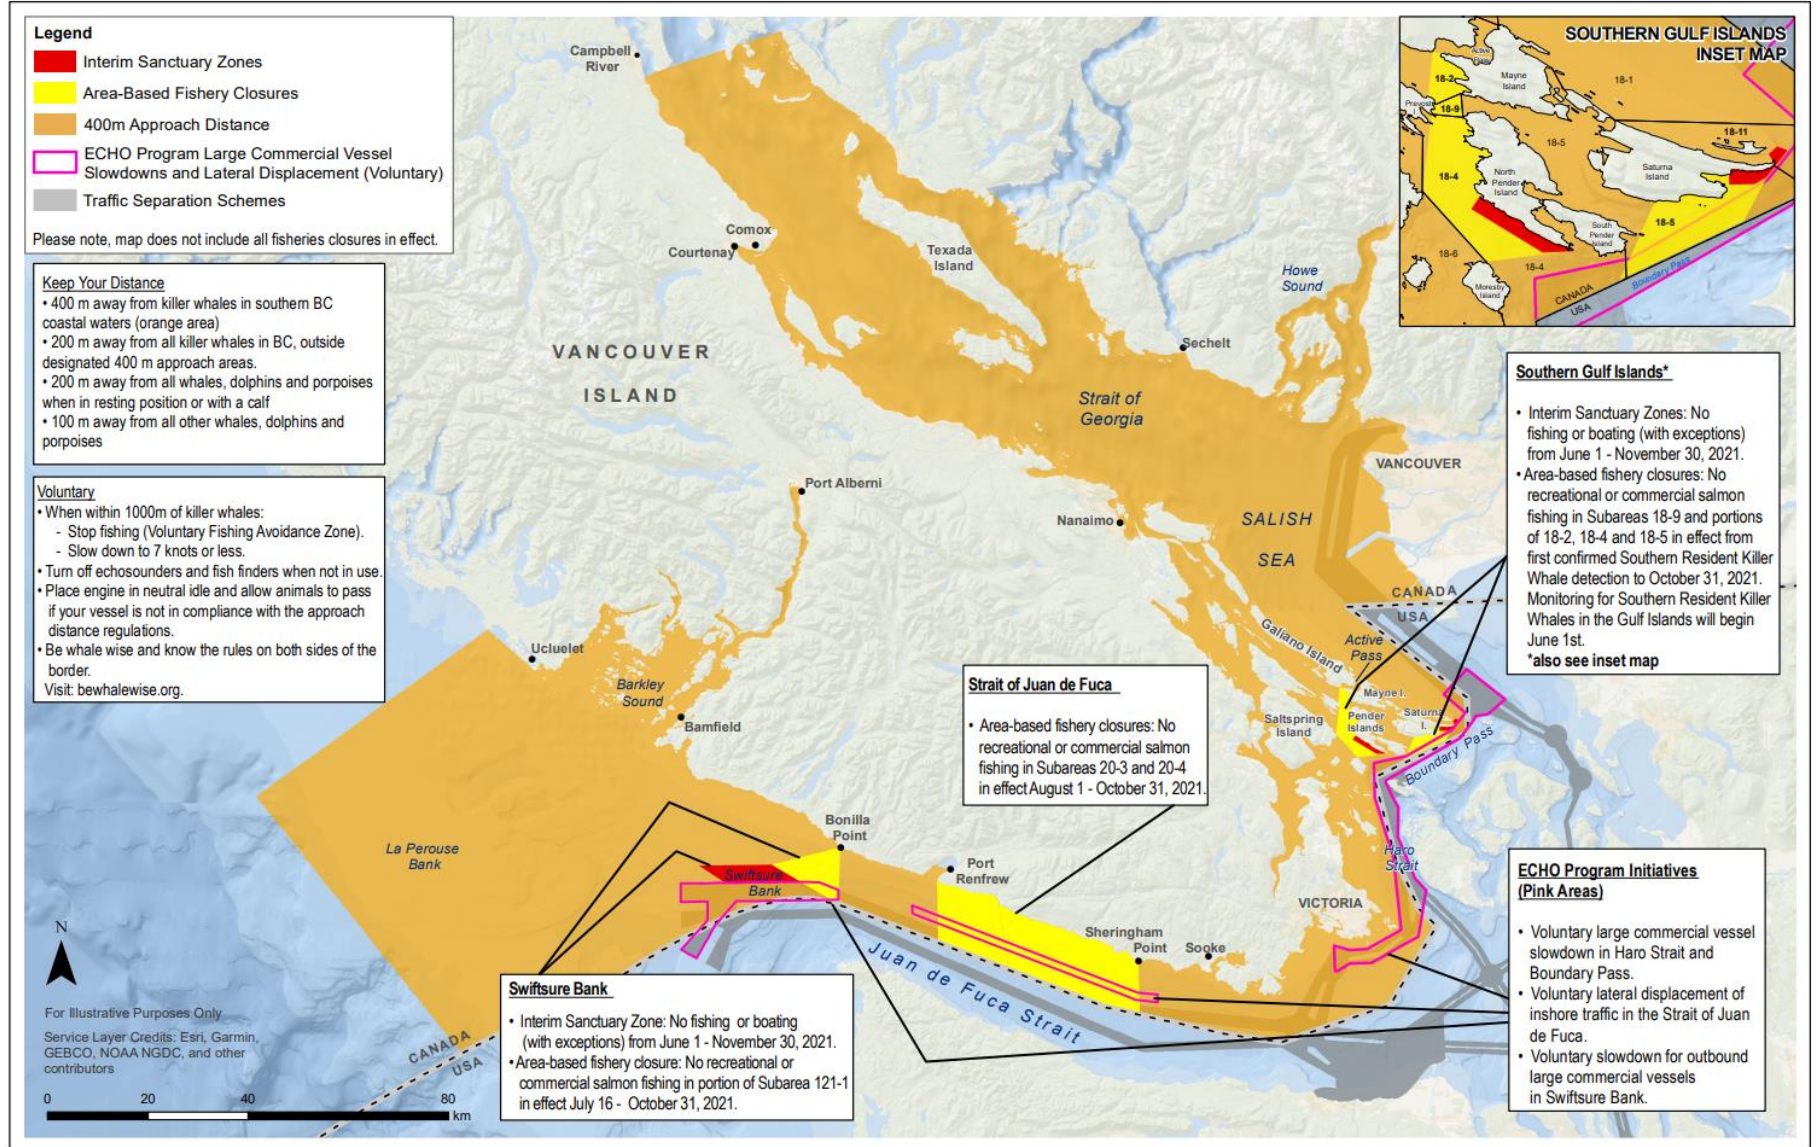 Legend
Interim Sanctuary Zones
Area-Based Fishery Closures
400m Approach Distance
ECHO Program Large Commercial Vessel
Slowdowns and Lateral Displacement (Voluntary)
Traffic Separation Schemes
Please note, map does not include all fisheries closures in effect.
Keep Your Distance
• 400 m away from killer whales in southern BC
coastal waters (orange area)
• 200 m away from all killer whales in BC, outside
designated 400 m approach areas.
• 200 m away from all whales, dolphins and porpoises
when in resting position or with a calf
• 100 m away from all other whales, dolphins and
porpoises
Voluntary
• When within 1000m of killer whales:
- Stop fishing (Voluntary Fishing Avoidance Zone).
- Slow down to 7 knots or less.
• Turn off echosounders and fish finders when not in use.
• Place engine in neutral idle and allow animals to pass
if your vessel is not in compliance with the approach
distance regulations.
• Be whale wise and know the rules on both sides of the
border.
Visit: bewhalewise.org.
Campbell
River
Comox
Courtenay
Texada
Island
Howe
Sound
Sechelt
VANCOUVER
ISLAND
Strait of
Georgia
VANCOUVER
Port Alberni
Nanaimo
SALISH
SEA
CANADA
USA
Galiano Island
Active
Pass
Mayne I.
Saltspring
Island
Pender
Islands
Saturna
I.
Boundary Pass
Ucluelet
Barkley
Sound
Bamfield
La Perouse
Bank
Bonilla
Point
Swiftsure
Bank
Port
Renfrew
Haro
Strait
VICTORIA
Sheringham
Point
Sooke
Juan de Fuca Strait
CANADA
USA
SOUTHERN GULF ISLANDS
INSET MAP
Active
Pass
18-2
Mayne
Island
18-1
Prevost
I.
18-9
18-5
18-11
18-4
North
Pender
Island
Saturna
Island
18-5
South
Pender
Island
18-6
18-4
Moresby
Island
Boundary Pass
CANADA
USA
Southern Gulf Islands*
• Interim Sanctuary Zones: No
fishing or boating (with exceptions)
from June 1 - November 30, 2021.
• Area-based fishery closures: No
recreational or commercial salmon
fishing in Subareas 18-9 and portions
of 18-2, 18-4 and 18-5 in effect from
first confirmed Southern Resident Killer
Whale detection to October 31, 2021.
Monitoring for Southern Resident Killer
Whales in the Gulf Islands will begin
June 1st.
*also see inset map
Strait of Juan de Fuca
• Area-based fishery closures: No
recreational or commercial salmon
fishing in Subareas 20-3 and 20-4
in effect August 1 - October 31, 2021.
ECHO Program Initiatives
(Pink Areas)
• Voluntary large commercial vessel
slowdown in Haro Strait and
Boundary Pass.
• Voluntary lateral displacement of
inshore traffic in the Strait of Juan
de Fuca.
• Voluntary slowdown for outbound
large commercial vessels
in Swiftsure Bank.
Swiftsure Bank
• Interim Sanctuary Zone: No fishing or boating
(with exceptions) from June 1 - November 30, 2021.
• Area-based fishery closure: No recreational or
commercial salmon fishing in portion of Subarea 121-1
in effect July 16 - October 31, 2021.
N
For Illustrative Purposes Only
Service Layer Credits: Esri, Garmin,
GEBCO, NOAA NGDC, and other
contributors
0 20 40 80
km